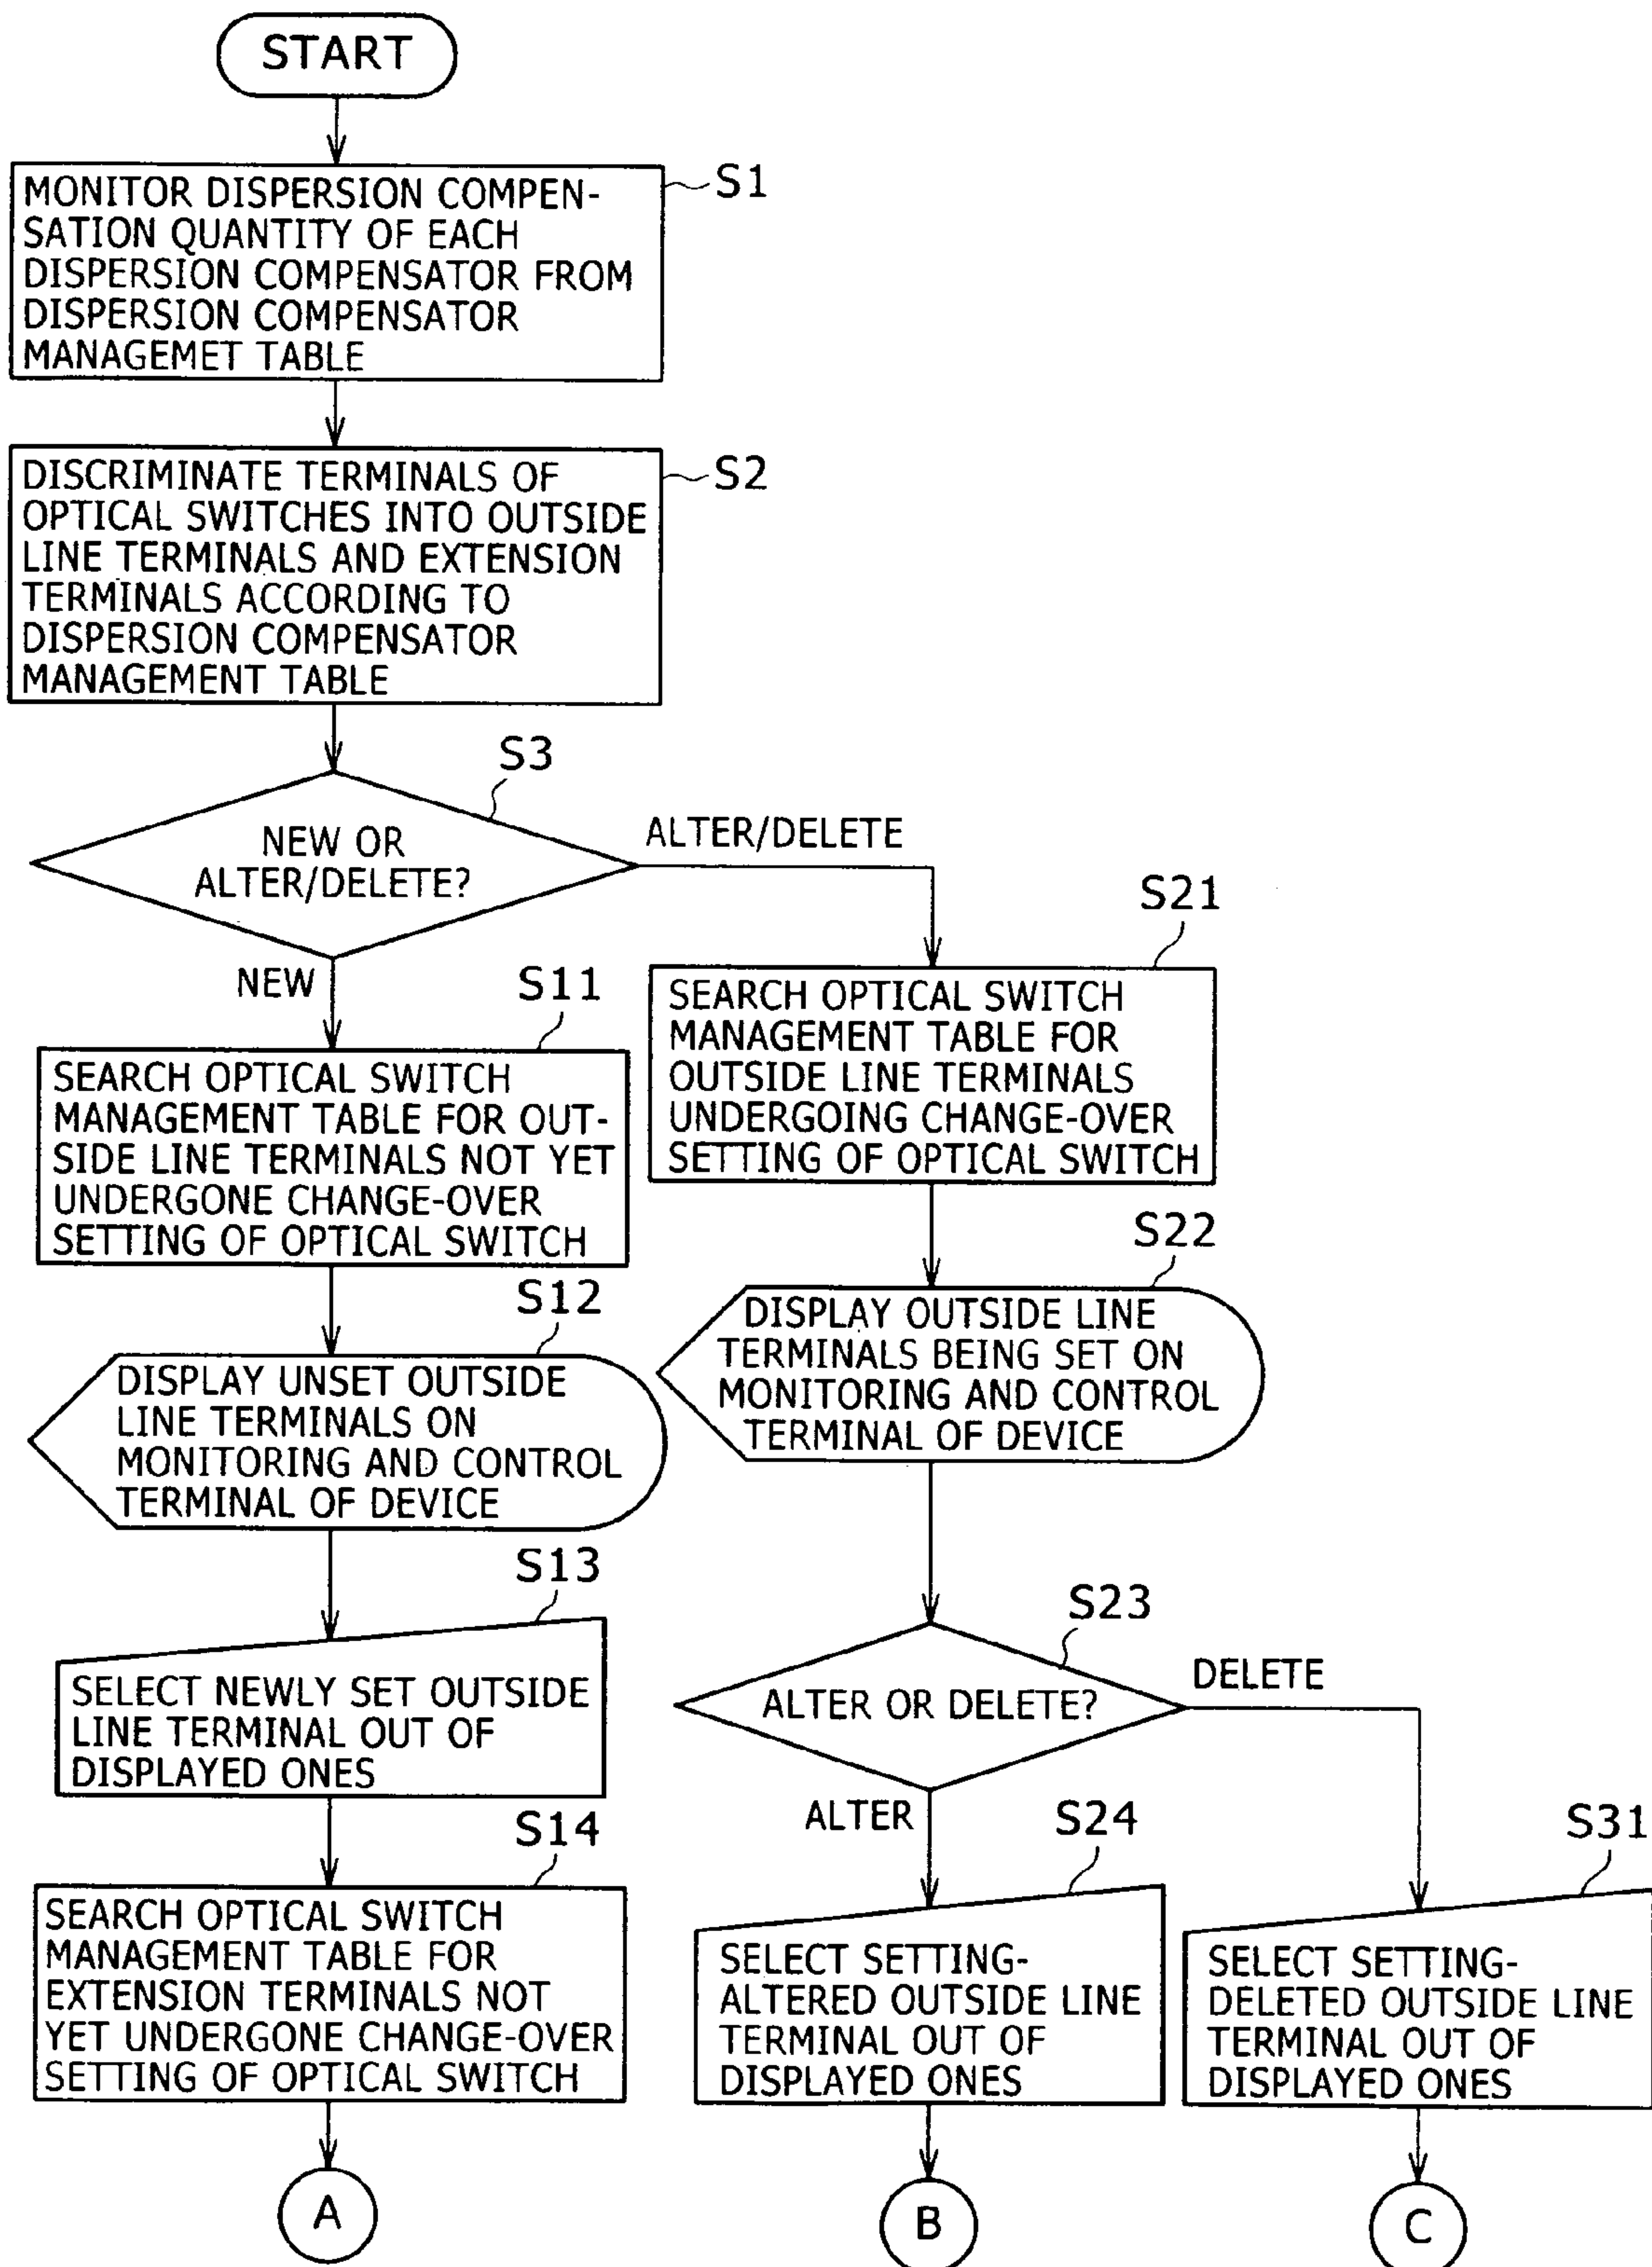 START
S1
MONITOR DISPERSION COMPEN-
SATION QUANTITY OF EACH
DISPERSION COMPENSATOR FROM
DISPERSION COMPENSATOR
MANAGEMET TABLE
S2
DISCRIMINATE TERMINALS OF
OPTICAL SWITCHES INTO OUTSIDE
LINE TERMINALS AND EXTENSION
TERMINALS ACCORDING TO
DISPERSION COMPENSATOR
MANAGEMENT TABLE
S3
NEW OR
ALTER/DELETE?
ALTER/DELETE
NEW
S11
SEARCH OPTICAL SWITCH
MANAGEMENT TABLE FOR OUT-
SIDE LINE TERMINALS NOT YET
UNDERGONE CHANGE-OVER
SETTING OF OPTICAL SWITCH
S12
DISPLAY UNSET OUTSIDE
LINE TERMINALS ON
MONITORING AND CONTROL
TERMINAL OF DEVICE
S13
SELECT NEWLY SET OUTSIDE
LINE TERMINAL OUT OF
DISPLAYED ONES
S14
SEARCH OPTICAL SWITCH
MANAGEMENT TABLE FOR
EXTENSION TERMINALS NOT
YET UNDERGONE CHANGE-OVER
SETTING OF OPTICAL SWITCH
A
S21
SEARCH OPTICAL SWITCH
MANAGEMENT TABLE FOR
OUTSIDE LINE TERMINALS
UNDERGOING CHANGE-OVER
SETTING OF OPTICAL SWITCH
S22
DISPLAY OUTSIDE LINE
TERMINALS BEING SET ON
MONITORING AND CONTROL
TERMINAL OF DEVICE
S23
ALTER OR DELETE?
DELETE
ALTER
S24
SELECT SETTING-
ALTERED OUTSIDE LINE
TERMINAL OUT OF
DISPLAYED ONES
B
S31
SELECT SETTING-
DELETED OUTSIDE LINE
TERMINAL OUT OF
DISPLAYED ONES
C